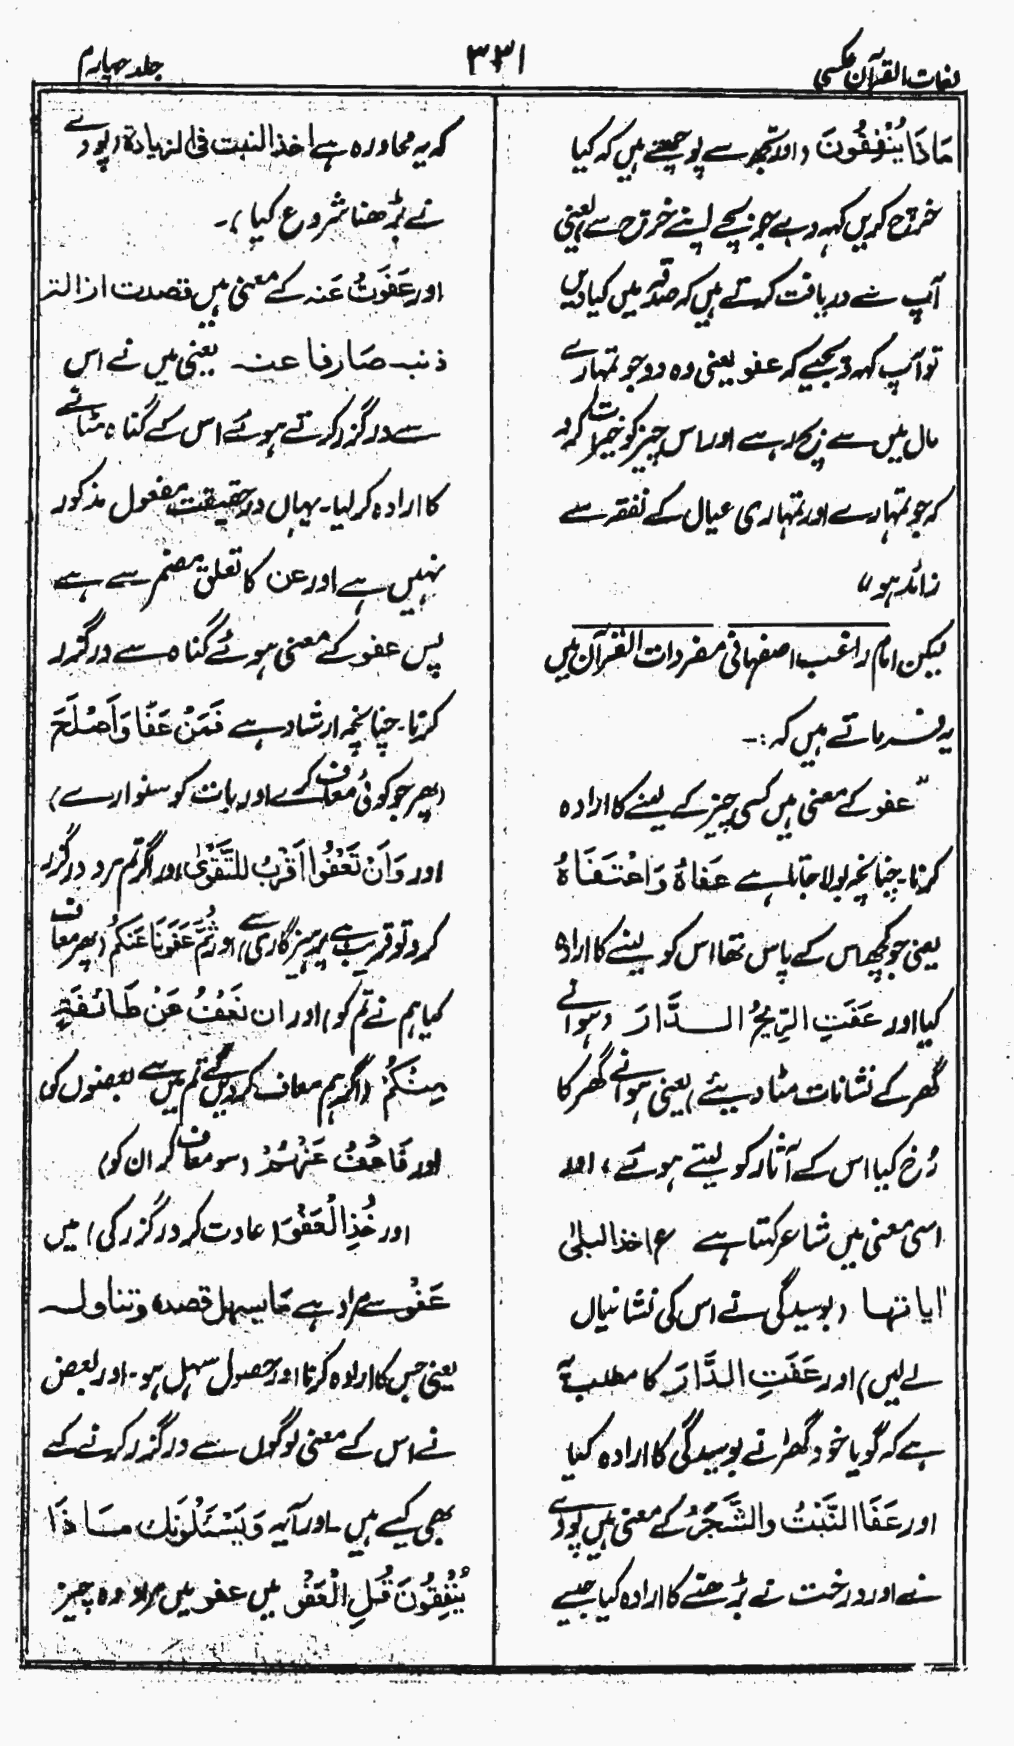 لغات القرآن عکسی
۳۳۱
جلد چہارم
مَاذَا يُنْفِقُونَ (اور تجھ سے پوچھتے ہیں کہ کیا
خرچ کریں کہہ دے جو بچے اپنے خرچ سے) یعنی
آپ سے دریافت کرتے ہیں کہ صدقہ میں کیا دیں
تو آپ کہہ دیجئے کہ عفو یعنی وہ دو جو تمہارے
مال میں سے بچ رہے اور اس چیز کو خیرات کرو
کہ جو تمہارے اور تمہاری عیال کے نفقہ سے
زائد ہو"
لیکن امام راغب اصفہانی مفردات القرآن میں
یہ فرماتے ہیں کہ :۔
"عفو کے معنی ہیں کسی چیز کے لینے کا ارادہ
کرنا۔ چنانچہ بولا جاتا ہے عَفَاهُ وَاعْتَفَاهُ
یعنی جو کچھ اس کے پاس تھا اس کو لینے کا ارادہ
کیا اور عَفَتِ الرِّيحُ الدَّارَ (ہوا نے
گھر کے نشانات مٹا دیئے) یعنی ہوا نے گھر کا
رُخ کیا اس کے آثار کو لیتے ہوئے، اور
اسی معنی میں شاعر کہتا ہے ؏ اخذ البلی
ایاتہا (بوسیدگی نے اس کی نشانیاں
لے لیں) اور عَفَتِ الدَّارَ کا مطلب یہ
ہے کہ گویا خود گھر نے بوسیدگی کا ارادہ کیا
اور عَفَا النَّبْتُ والشَّجَرُ کے معنی ہیں پودے
نے اور درخت نے بڑھنے کا ارادہ کیا جیسے
کہ یہ محاورہ ہے اخذ النبت فی الزیادۃ (پودے
نے بڑھنا شروع کیا)۔
اور عَفَوتُ عَنہ کے معنی ہیں قصدت ازالتہ
ذنبہ صارفا عنہ یعنی میں نے اس
سے درگزر کرتے ہوئے اس کے گناہ مٹانے
کا ارادہ کر لیا۔ یہاں درحقیقت مفعول مذکور
نہیں ہے اور عن کا تعلق مضمر سے ہے
پس عفو کے معنی ہوئے گناہ سے درگزر
کرنا۔ چنانچہ ارشاد ہے فَمَنْ عَفَا وَاَصْلَحَ
(پھر جو کوئی معاف کرے اور بات کو سنوارے)
اور وَاَنْ تَعْفُوا اَقْرَبُ لِلتَّقْوٰى (اور اگر تم مرد درگزر
کرو تو قریب ہے پرہیزگاری سے) اور ثُمَّ عَفَوْنَا عَنْكُم (پھر معاف
کیا ہم نے تم کو) اور ان نَعْفُ عَنْ طَائِفَةٍ
مِنْكُمْ (اگر ہم معاف کر دیں گے تم میں سے بعضوں کو)
اور فَاعْفُ عَنْهُمْ (سو معاف کر ان کو)
اور خُذِ الْعَفْوَ (عادت کر درگزر کی) میں
عَفْو سے مراد ہے مَا یسہل قصدہ وتناولہ
یعنی جس کا ارادہ کرنا اور حصول سہل ہو۔ اور بعض
نے اس کے معنی لوگوں سے درگزر کرنے کے
بھی کیے ہیں۔ اور آیہ وَيَسْئَلُوْنَكَ مَاذَا
يُنْفِقُونَ قُلِ الْعَفْوَ میں عفو میں مراد وہ چیز